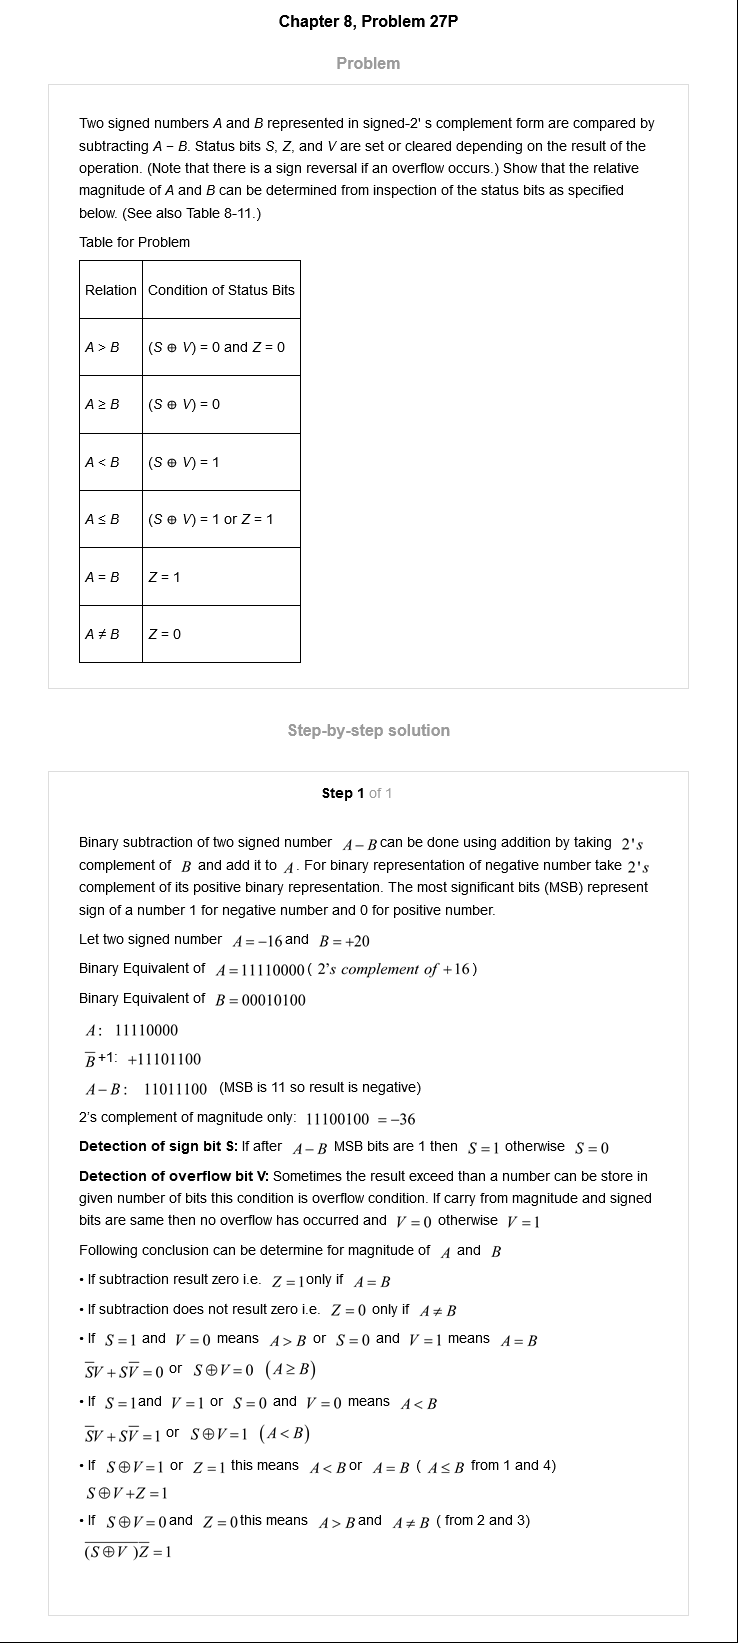 Chapter 8, Problem 27P
Problem
Two signed numbers A and B represented in signed-2' s complement form are compared by
subtracting A − B. Status bits S, Z, and V are set or cleared depending on the result of the
operation. (Note that there is a sign reversal if an overflow occurs.) Show that the relative
magnitude of A and B can be determined from inspection of the status bits as specified
below. (See also Table 8-11.)
Table for Problem
Relation Condition of Status Bits
A > B (S ⊕ V) = 0 and Z = 0
A ≥ B (S ⊕ V) = 0
A < B (S ⊕ V) = 1
A ≤ B (S ⊕ V) = 1 or Z = 1
A = B Z = 1
A ≠ B Z = 0
Step-by-step solution
Step 1 of 1
Binary subtraction of two signed number A − B can be done using addition by taking 2's
complement of B and add it to A. For binary representation of negative number take 2's
complement of its positive binary representation. The most significant bits (MSB) represent
sign of a number 1 for negative number and 0 for positive number.
Let two signed number A = −16 and B = +20
Binary Equivalent of A = 11110000 ( 2’s complement of +16)
Binary Equivalent of B = 00010100
A: 11110000
B̅ +1: +11101100
A − B: 11011100 (MSB is 11 so result is negative)
2’s complement of magnitude only: 11100100 = −36
Detection of sign bit S: If after A − B MSB bits are 1 then S = 1 otherwise S = 0
Detection of overflow bit V: Sometimes the result exceed than a number can be store in
given number of bits this condition is overflow condition. If carry from magnitude and signed
bits are same then no overflow has occurred and V = 0 otherwise V = 1
Following conclusion can be determine for magnitude of A and B
• If subtraction result zero i.e. Z = 1 only if A = B
• If subtraction does not result zero i.e. Z = 0 only if A ≠ B
• If S = 1 and V = 0 means A > B or S = 0 and V = 1 means A = B
S̅V + SV̅ = 0 or S ⊕ V = 0 (A ≥ B)
• If S = 1 and V = 1 or S = 0 and V = 0 means A < B
S̅V + SV̅ = 1 or S ⊕ V = 1 (A < B)
• If S ⊕ V = 1 or Z = 1 this means A < B or A = B ( A ≤ B from 1 and 4)
S ⊕ V + Z = 1
• If S ⊕ V = 0 and Z = 0 this means A > B and A ≠ B ( from 2 and 3)
(̅S̅ ̅⊕̅ ̅V̅ ̅)̅Z̅ = 1